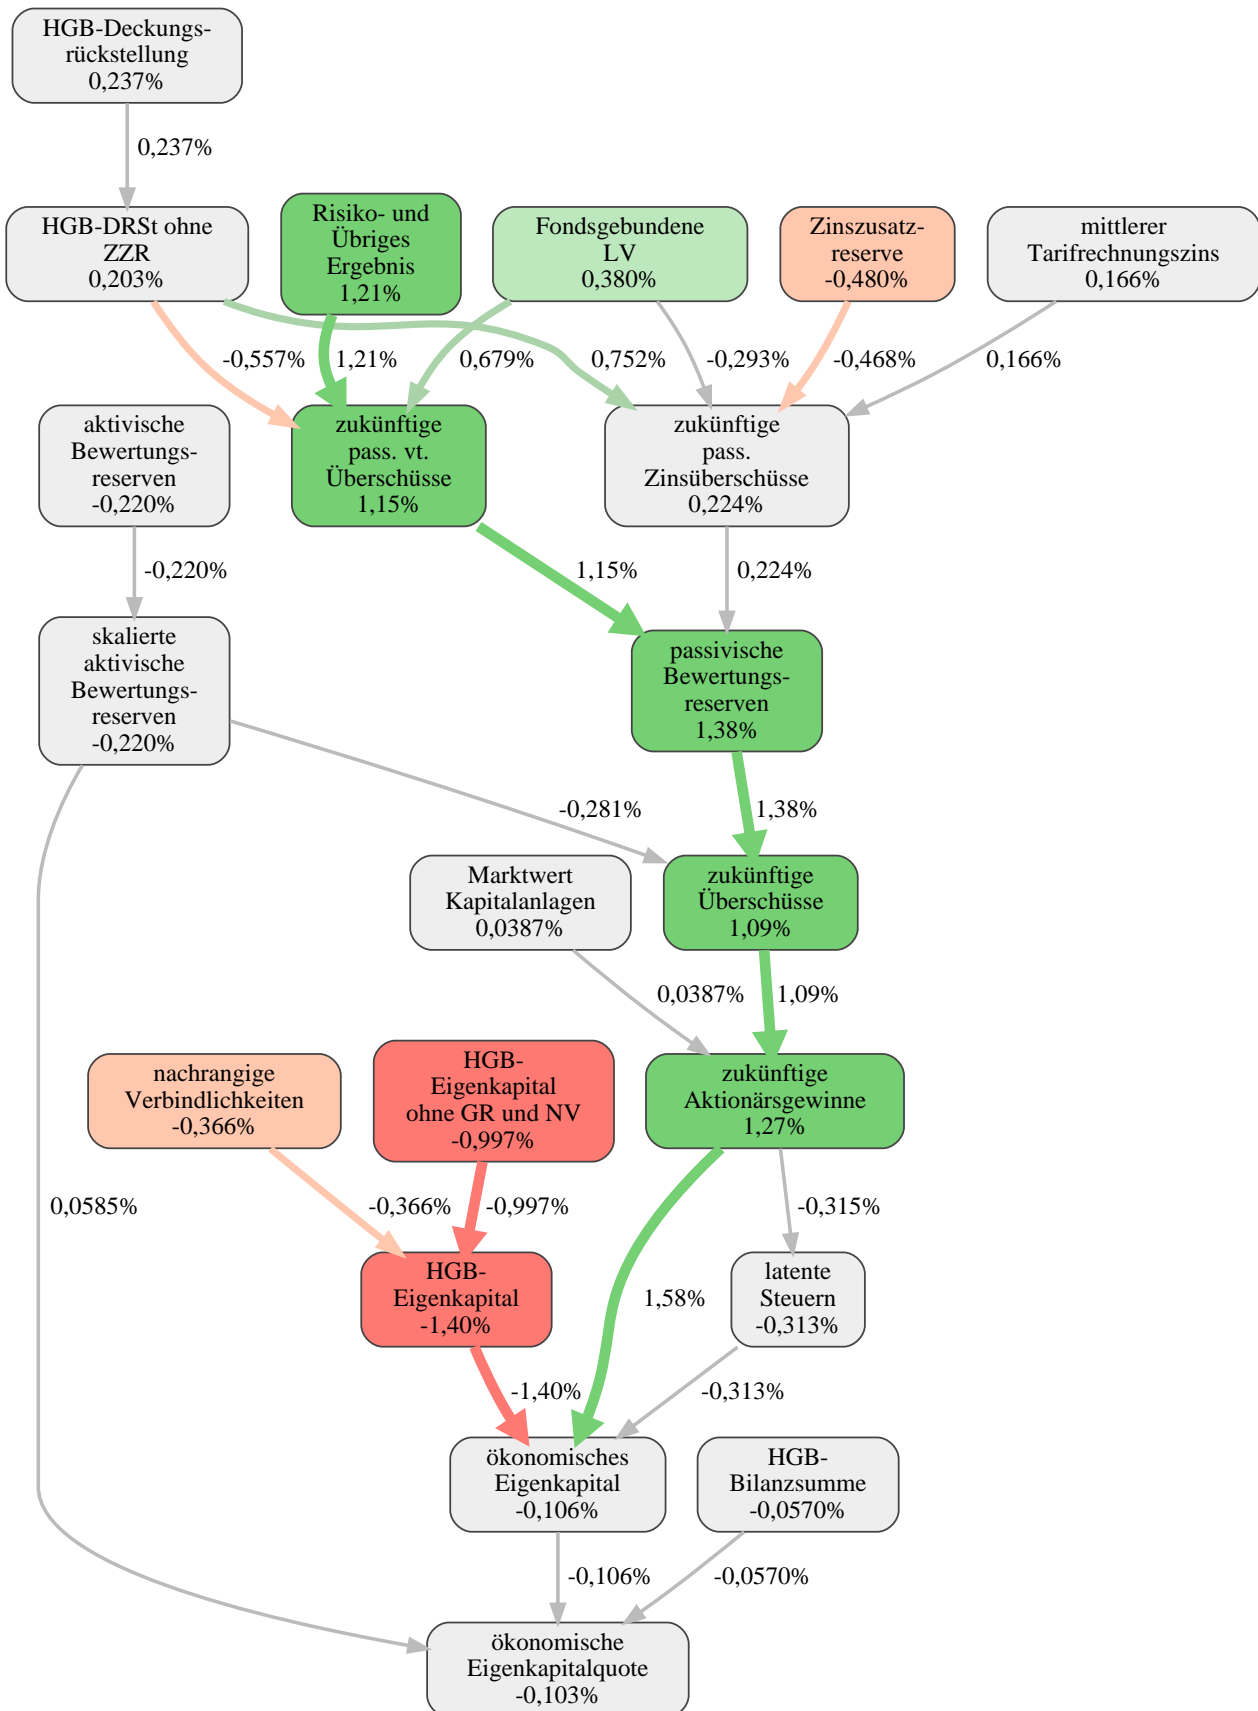 HGB-Deckungs-
rückstellung
0,237%
0,237%
HGB-DRSt ohne
ZZR
0,203%
Risiko- und
Übriges
Ergebnis
1,21%
Fondsgebundene
LV
0,380%
Zinszusatz-
reserve
-0,480%
mittlerer
Tarifrechnungszins
0,166%
-0,557%
1,21%
0,679%
0,752%
-0,293%
-0,468%
0,166%
aktivische
Bewertungs-
reserven
-0,220%
zukünftige
pass. vt.
Überschüsse
1,15%
zukünftige
pass.
Zinsüberschüsse
0,224%
-0,220%
1,15%
0,224%
skalierte
aktivische
Bewertungs-
reserven
-0,220%
passivische
Bewertungs-
reserven
1,38%
-0,281%
1,38%
Marktwert
Kapitalanlagen
0,0387%
zukünftige
Überschüsse
1,09%
0,0387%
1,09%
nachrangige
Verbindlichkeiten
-0,366%
HGB-
Eigenkapital
ohne GR und NV
-0,997%
zukünftige
Aktionärsgewinne
1,27%
0,0585%
-0,366%
-0,997%
-0,315%
HGB-
Eigenkapital
-1,40%
1,58%
latente
Steuern
-0,313%
-1,40%
-0,313%
ökonomisches
Eigenkapital
-0,106%
HGB-
Bilanzsumme
-0,0570%
-0,106%
-0,0570%
ökonomische
Eigenkapitalquote
-0,103%